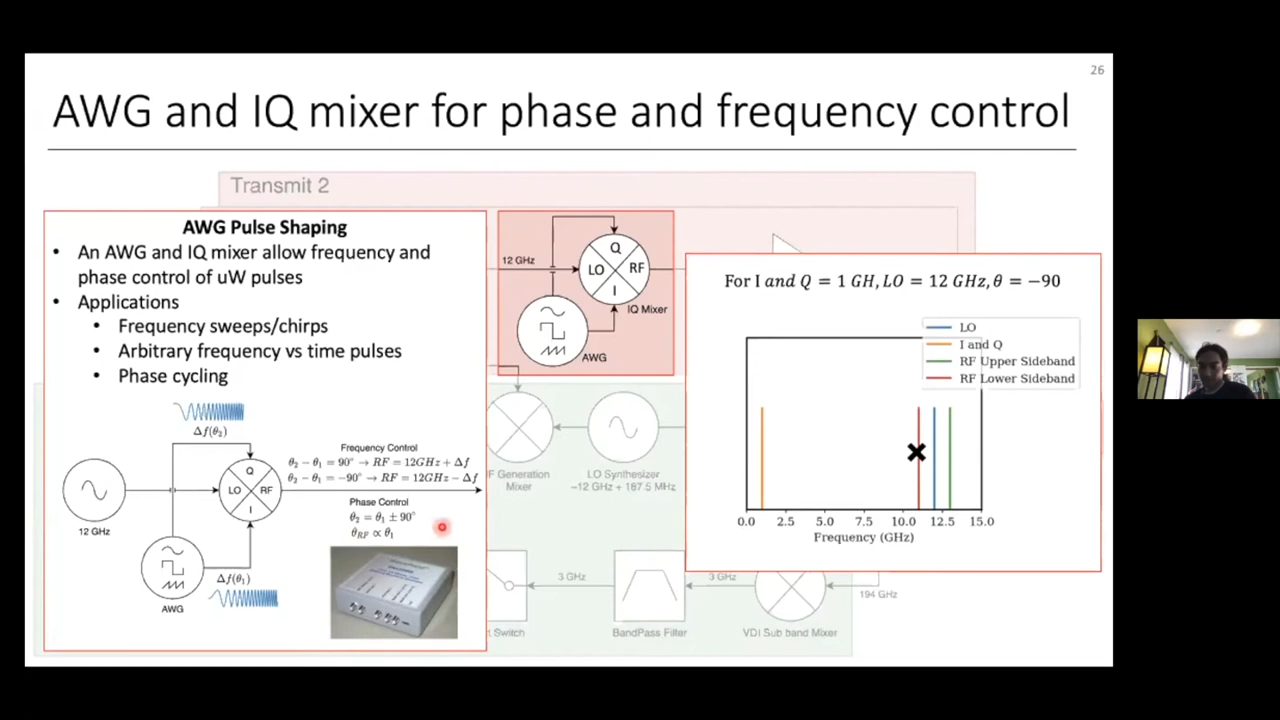 26
AWG and IQ mixer for phase and frequency control
Transmit 2
AWG Pulse Shaping
• An AWG and IQ mixer allow frequency and
phase control of uW pulses
• Applications
• Frequency sweeps/chirps
• Arbitrary frequency vs time pulses
• Phase cycling
Δf(θ₂)
Q
LO RF
I
12 GHz
AWG
Δf(θ₁)
Frequency Control
θ₂ − θ₁ = 90° → RF = 12GHz + Δf
θ₂ − θ₁ = −90° → RF = 12GHz − Δf
Phase Control
θ₂ = θ₁ ± 90°
θRF ∝ θ₁
12 GHz
Q
LO RF
I
IQ Mixer
AWG
F Generation
Mixer
LO Synthesizer
~12 GHz + 187.5 MHz
t Switch
3 GHz
BandPass Filter
3 GHz
VDI Sub band Mixer
194 GHz
For I and Q = 1 GH, LO = 12 GHz, θ = −90
LO
I and Q
RF Upper Sideband
RF Lower Sideband
0.0 2.5 5.0 7.5 10.0 12.5 15.0
Frequency (GHz)